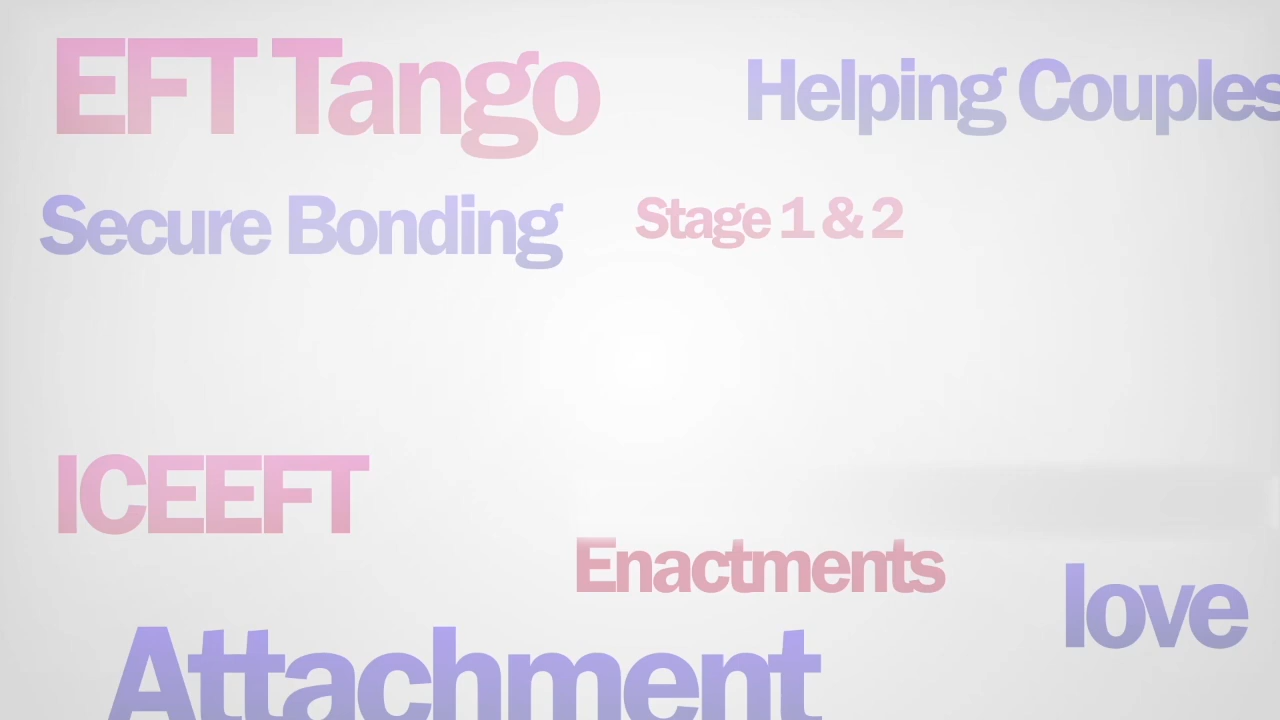 EFT Tango
Helping Couples
Secure Bonding
Stage 1 & 2
ICEEFT
Enactments
love
Attachment